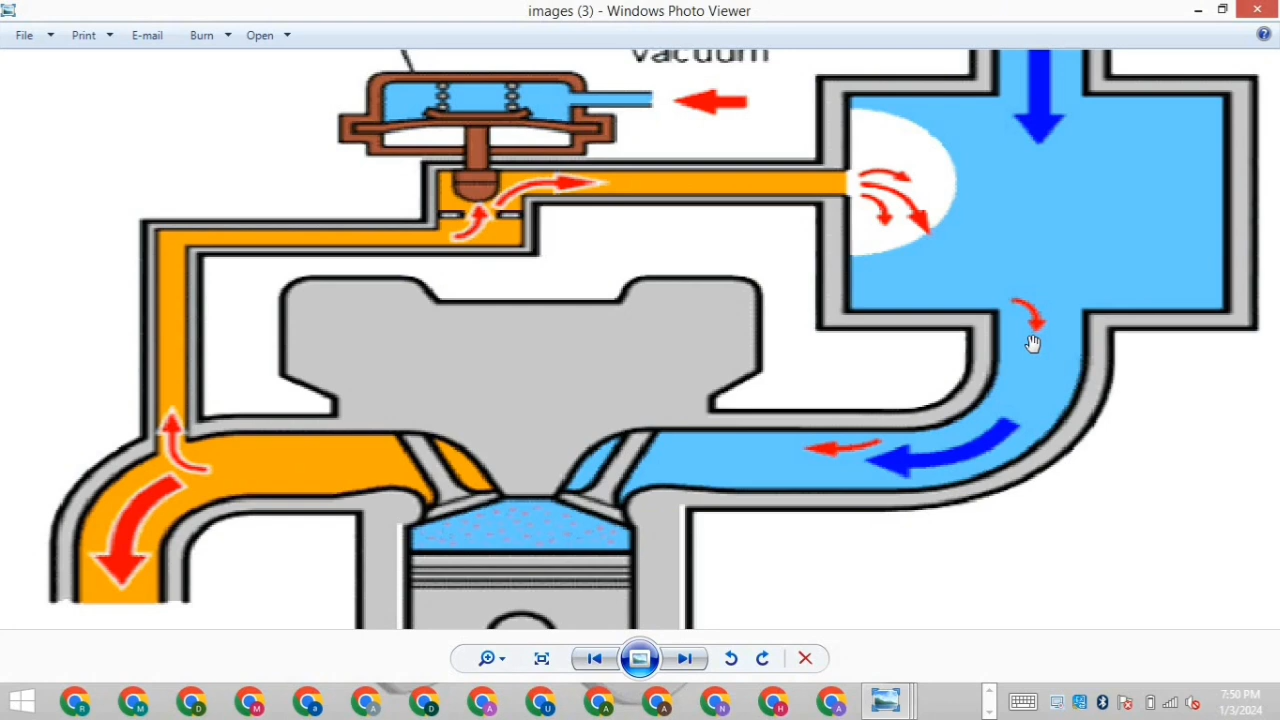 images (3) - Windows Photo Viewer
File Print E-mail Burn Open
vacuum
7:50 PM
1/3/2024